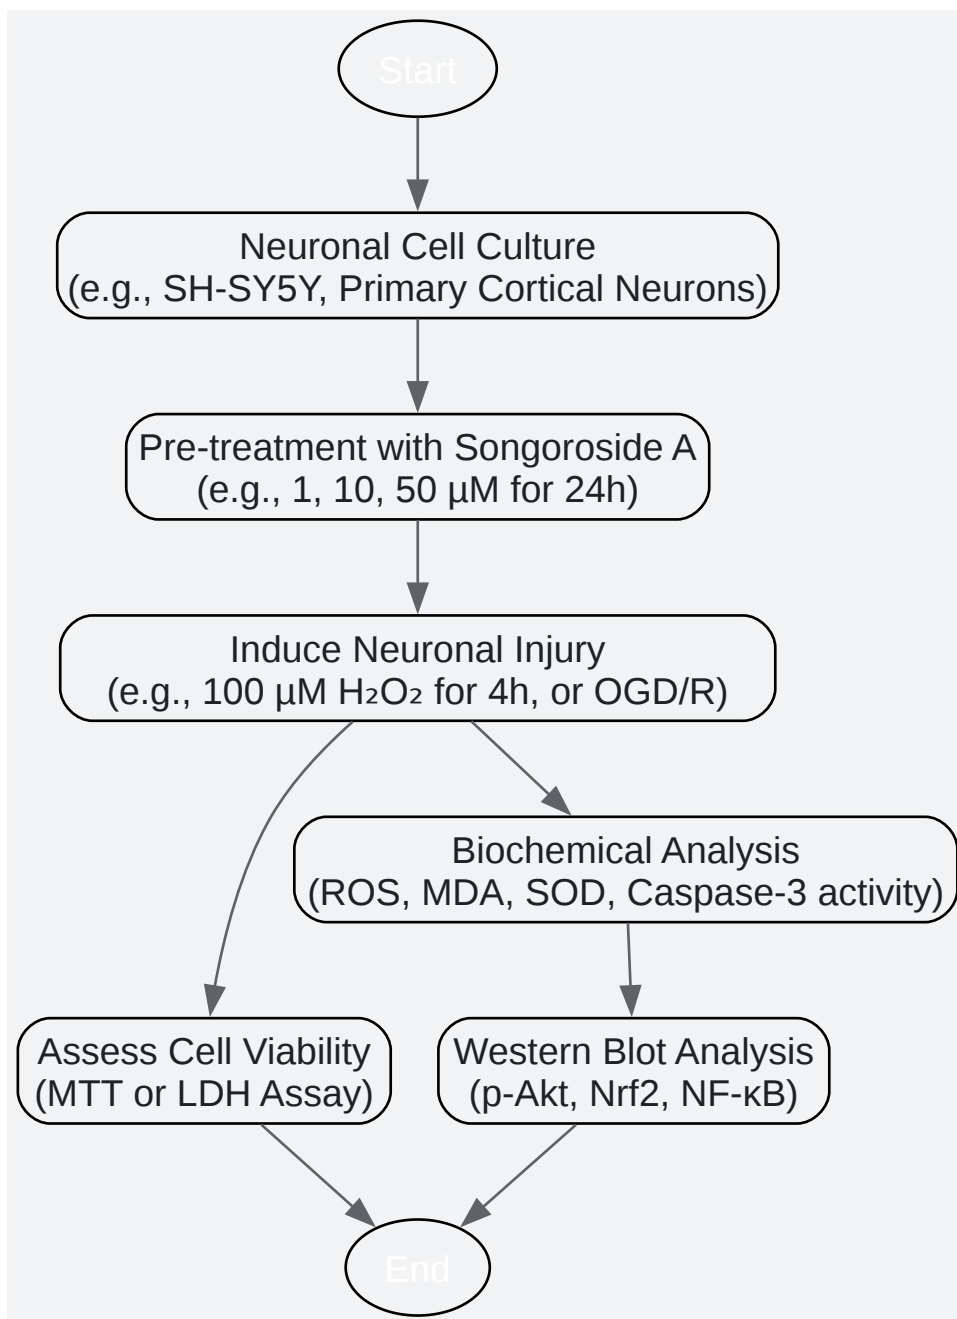 Start
Neuronal Cell Culture
(e.g., SH-SY5Y, Primary Cortical Neurons)
Pre-treatment with Songoroside A
(e.g., 1, 10, 50 µM for 24h)
Induce Neuronal Injury
(e.g., 100 µM H₂O₂ for 4h, or OGD/R)
Biochemical Analysis
(ROS, MDA, SOD, Caspase-3 activity)
Assess Cell Viability
(MTT or LDH Assay)
Western Blot Analysis
(p-Akt, Nrf2, NF-κB)
End